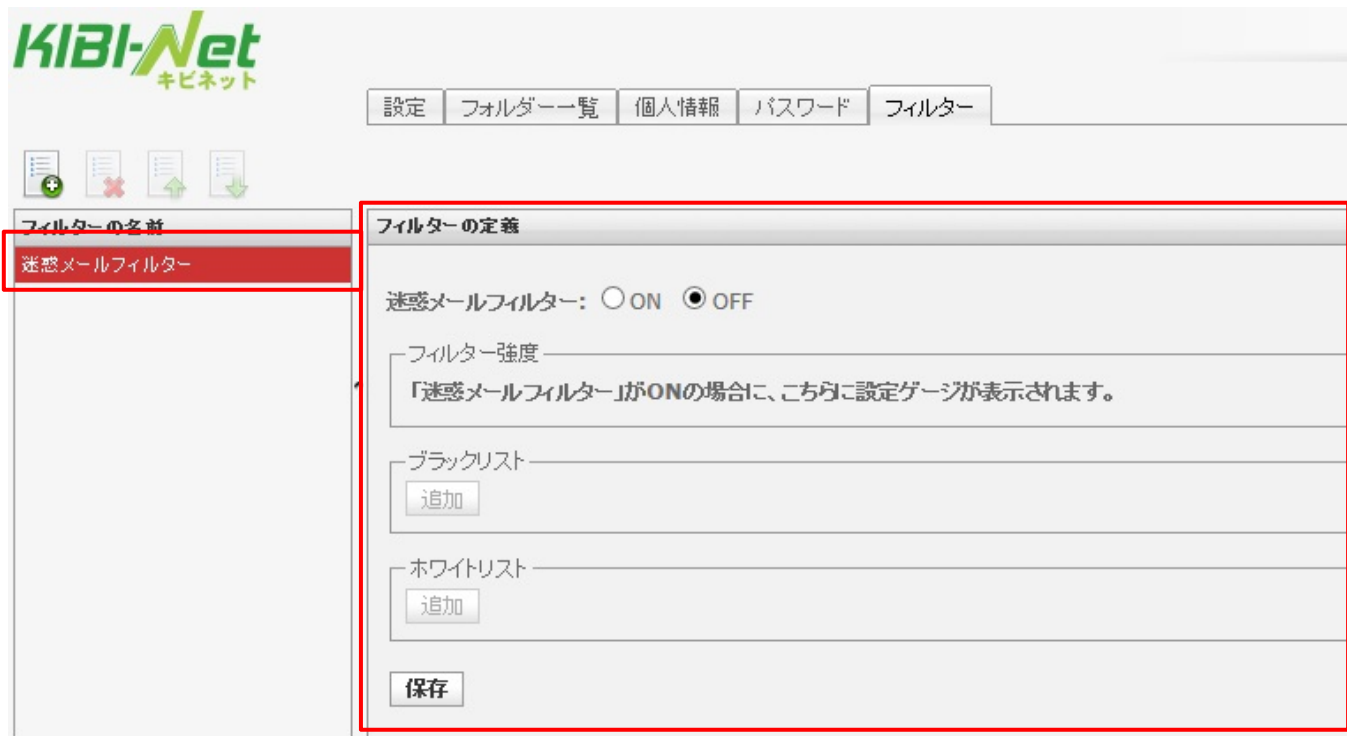 KIBI-Net
キビネット
設定 フォルダー一覧 個人情報 パスワード フィルター
フィルターの名前
迷惑メールフィルター
フィルターの定義
迷惑メールフィルター: ON OFF
フィルター強度
「迷惑メールフィルター」がONの場合に、こちらに設定ゲージが表示されます。
ブラックリスト
追加
ホワイトリスト
追加
保存